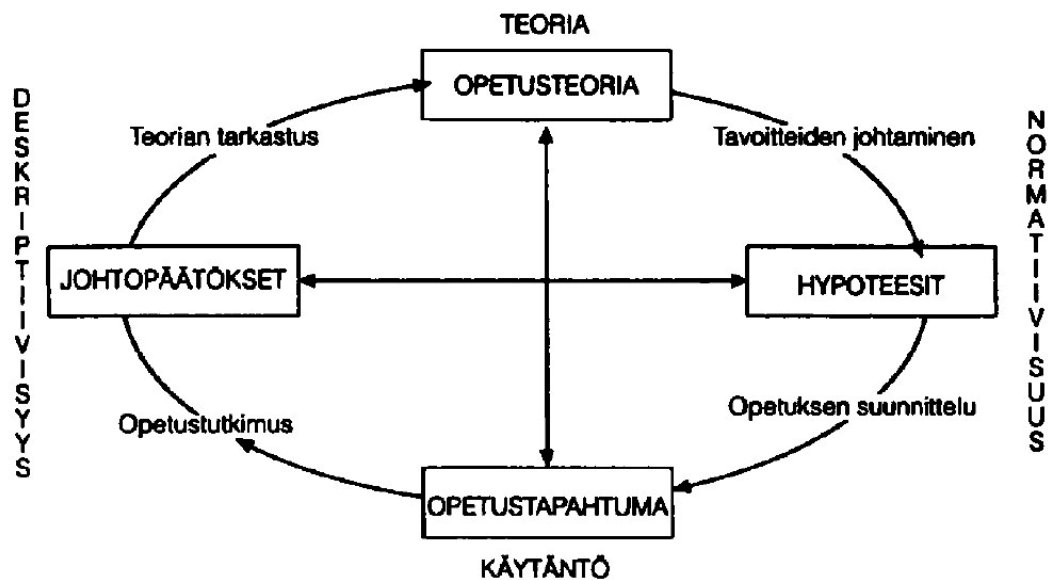 TEORIA
OPETUSTEORIA
DESKRIPTIIVISYYS
Teorian tarkastus
Tavoitteiden johtaminen
NORMATIIVISUUS
JOHTOPÄÄTÖKSET
HYPOTEESIT
Opetustutkimus
Opetuksen suunnittelu
OPETUSTAPAHTUMA
KÄYTÄNTÖ